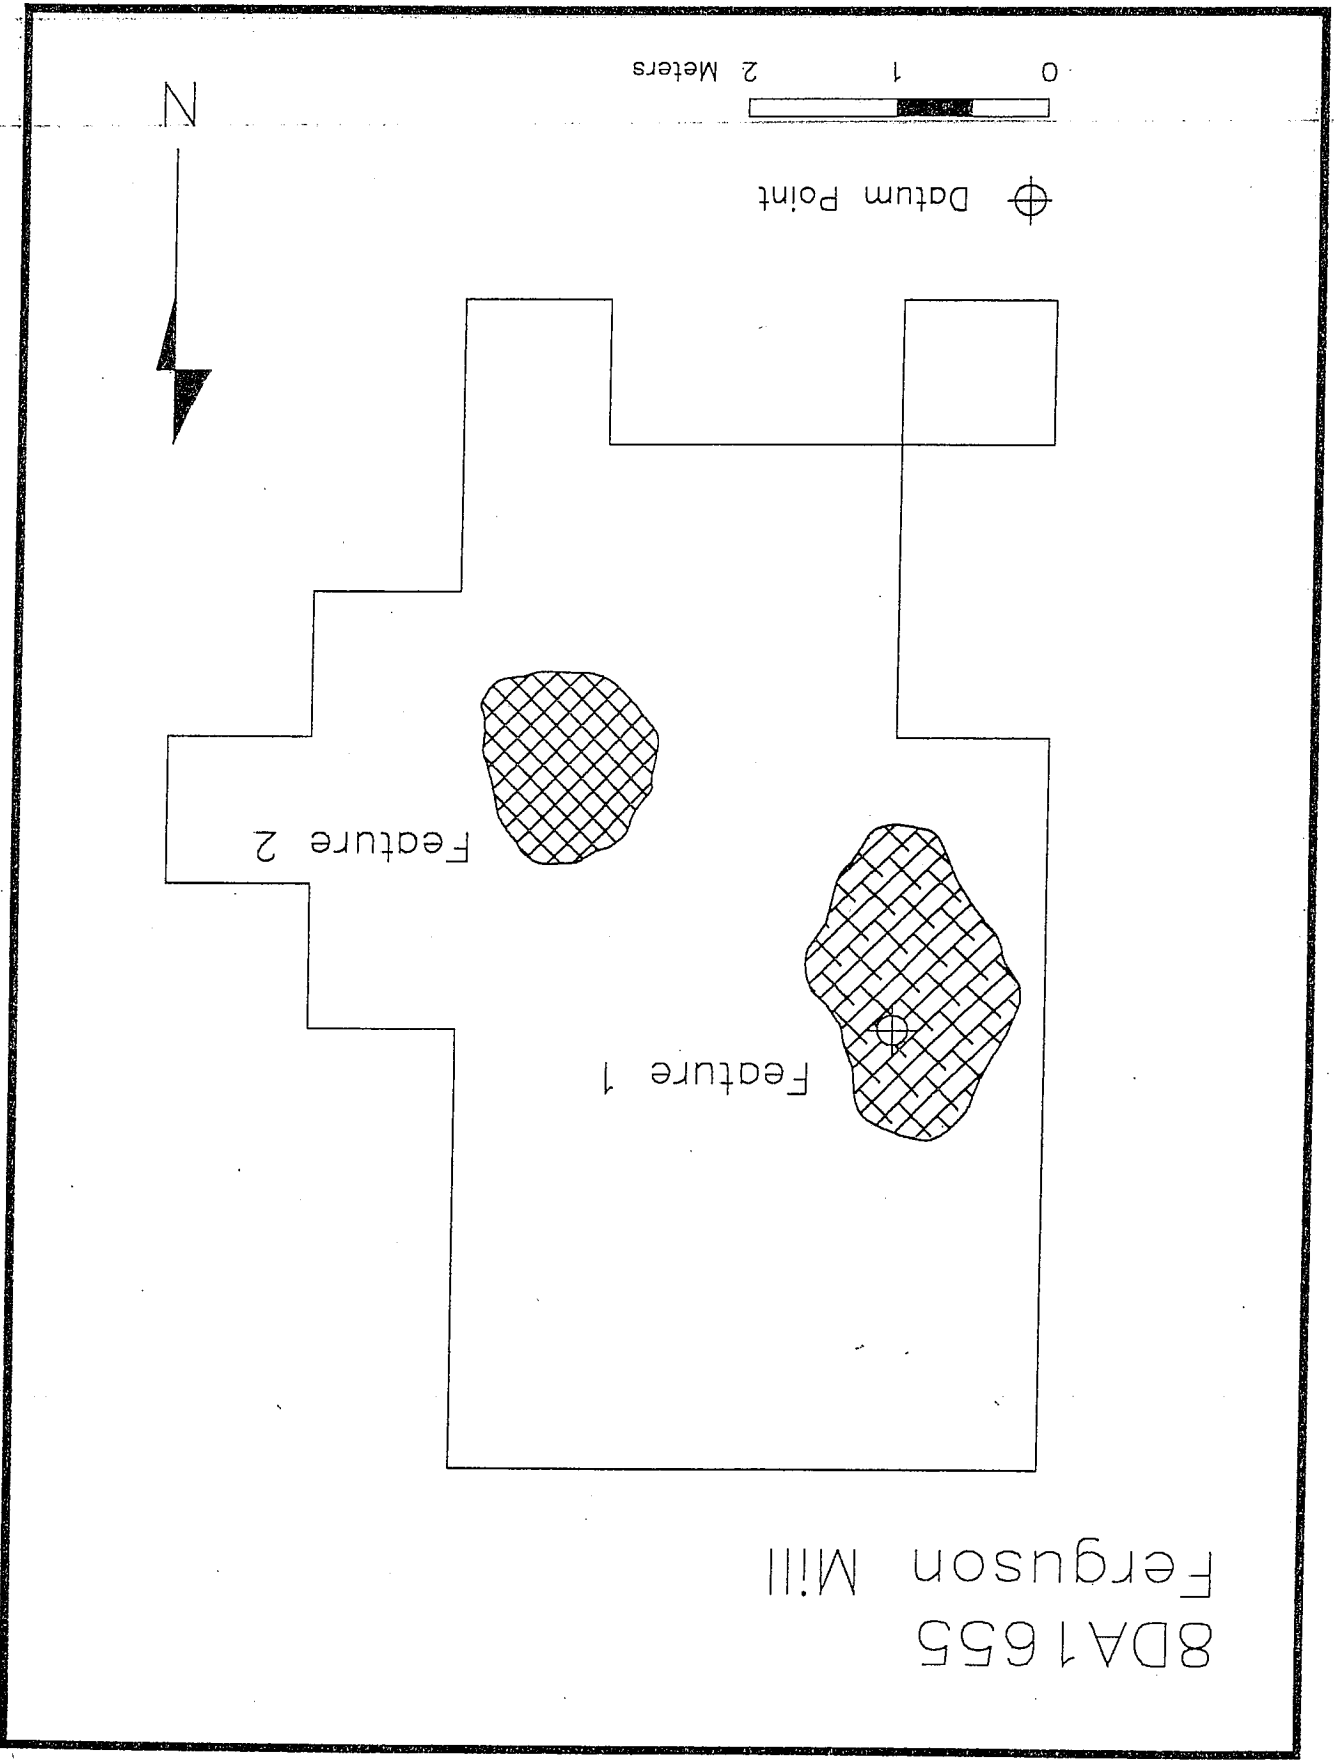 8DA1655
Ferguson Mill
Feature 1
Feature 2
Datum Point
0 1 2 Meters
N